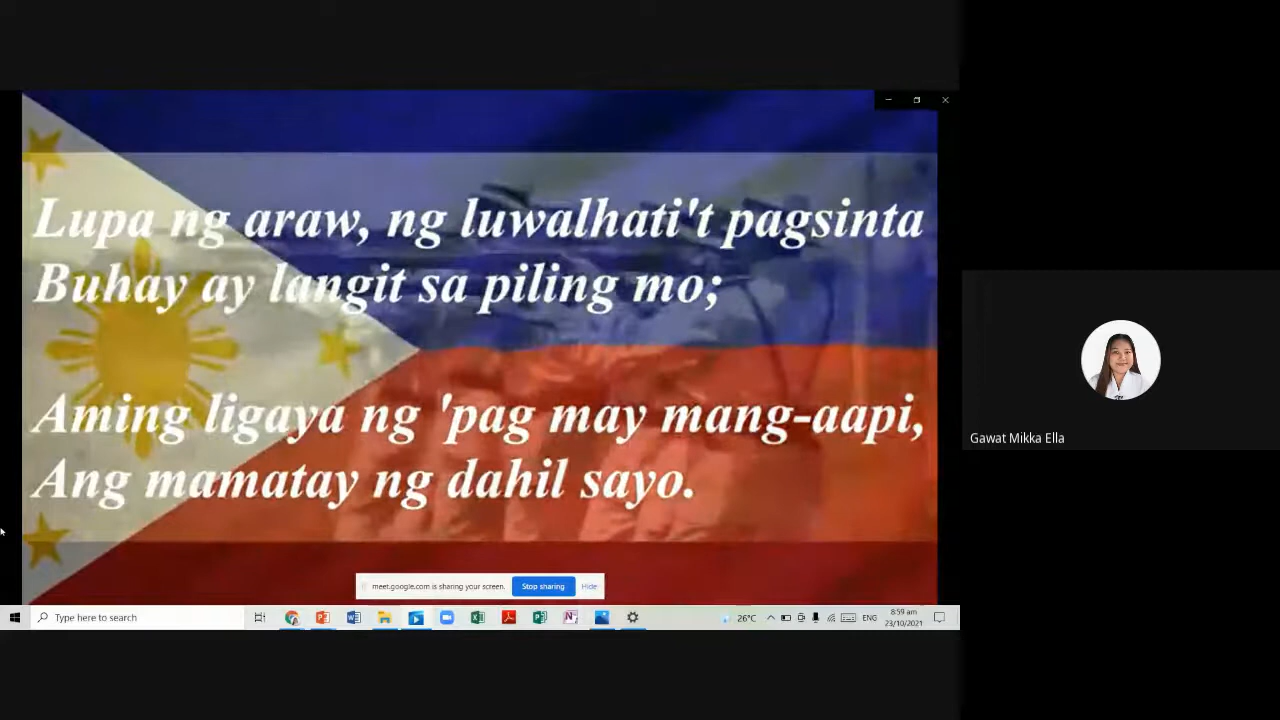 Lupa ng araw, ng luwalhati't pagsinta
Buhay ay langit sa piling mo;
Aming ligaya ng 'pag may mang-aapi,
Ang mamatay ng dahil sayo.
Gawat Mikka Ella
meet.google.com is sharing your screen. Stop sharing Hide
Type here to search 26°C ENG 8:59 am
23/10/2021